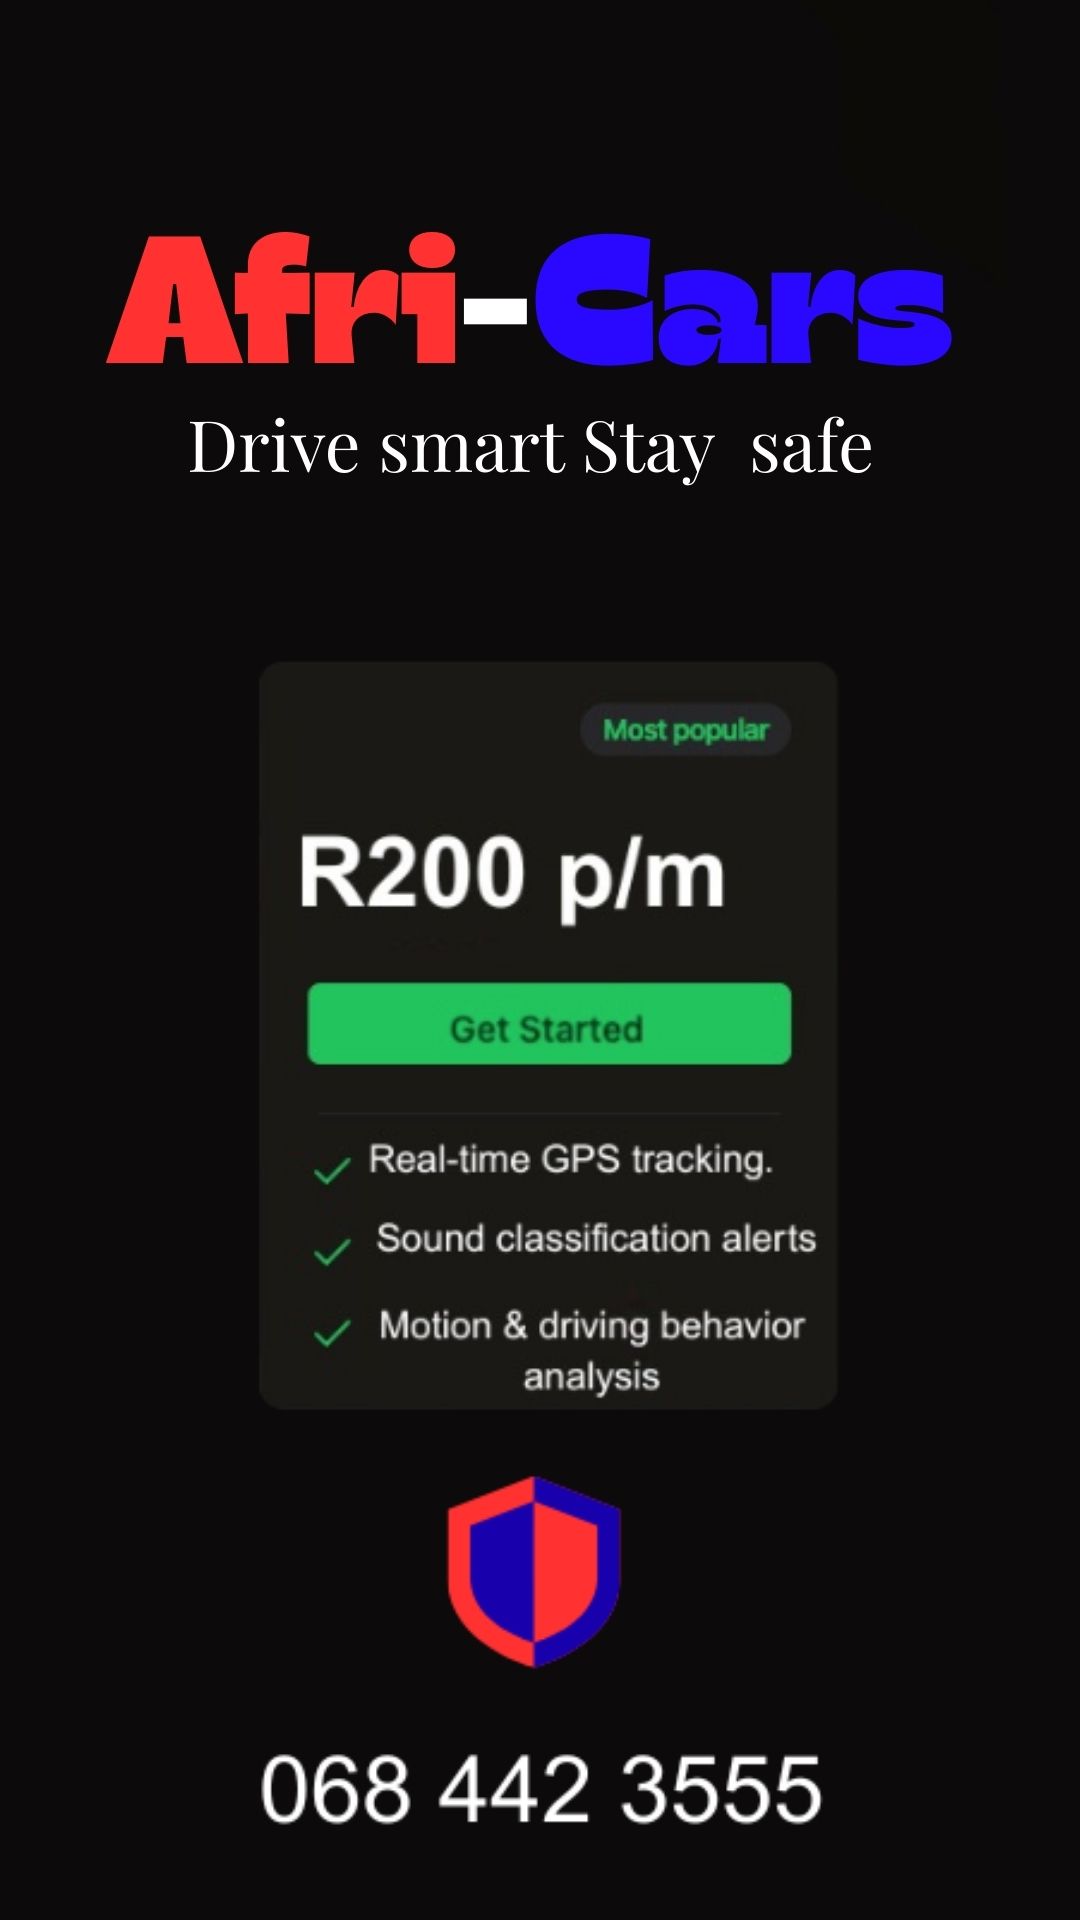 Afri-Cars
Drive smart Stay  safe
Most popular
R200 p/m
Get Started
Real-time GPS tracking.
Sound classification alerts
Motion & driving behavior
analysis
068 442 3555